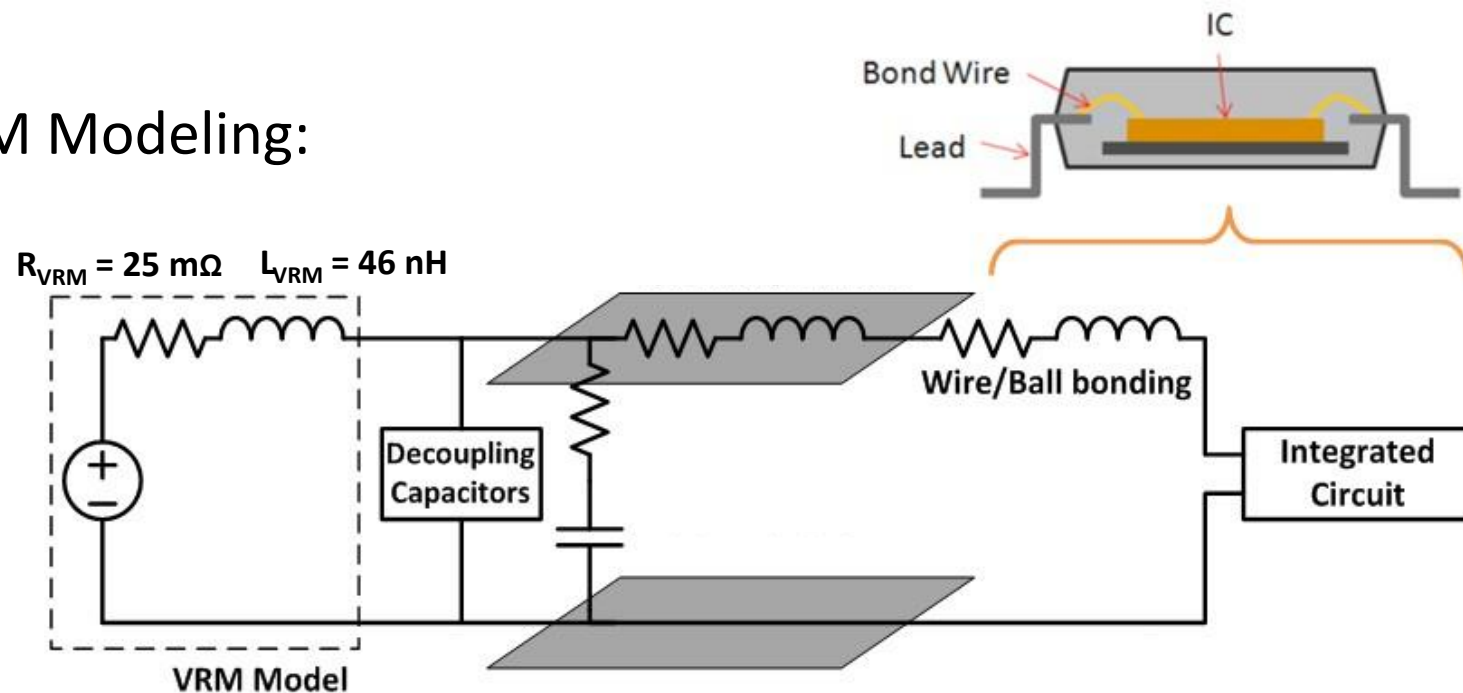 IC
Bond Wire
Lead
M Modeling:
R_VRM = 25 mΩ L_VRM = 46 nH
+
−
Decoupling
Capacitors
Wire/Ball bonding
Integrated
Circuit
VRM Model